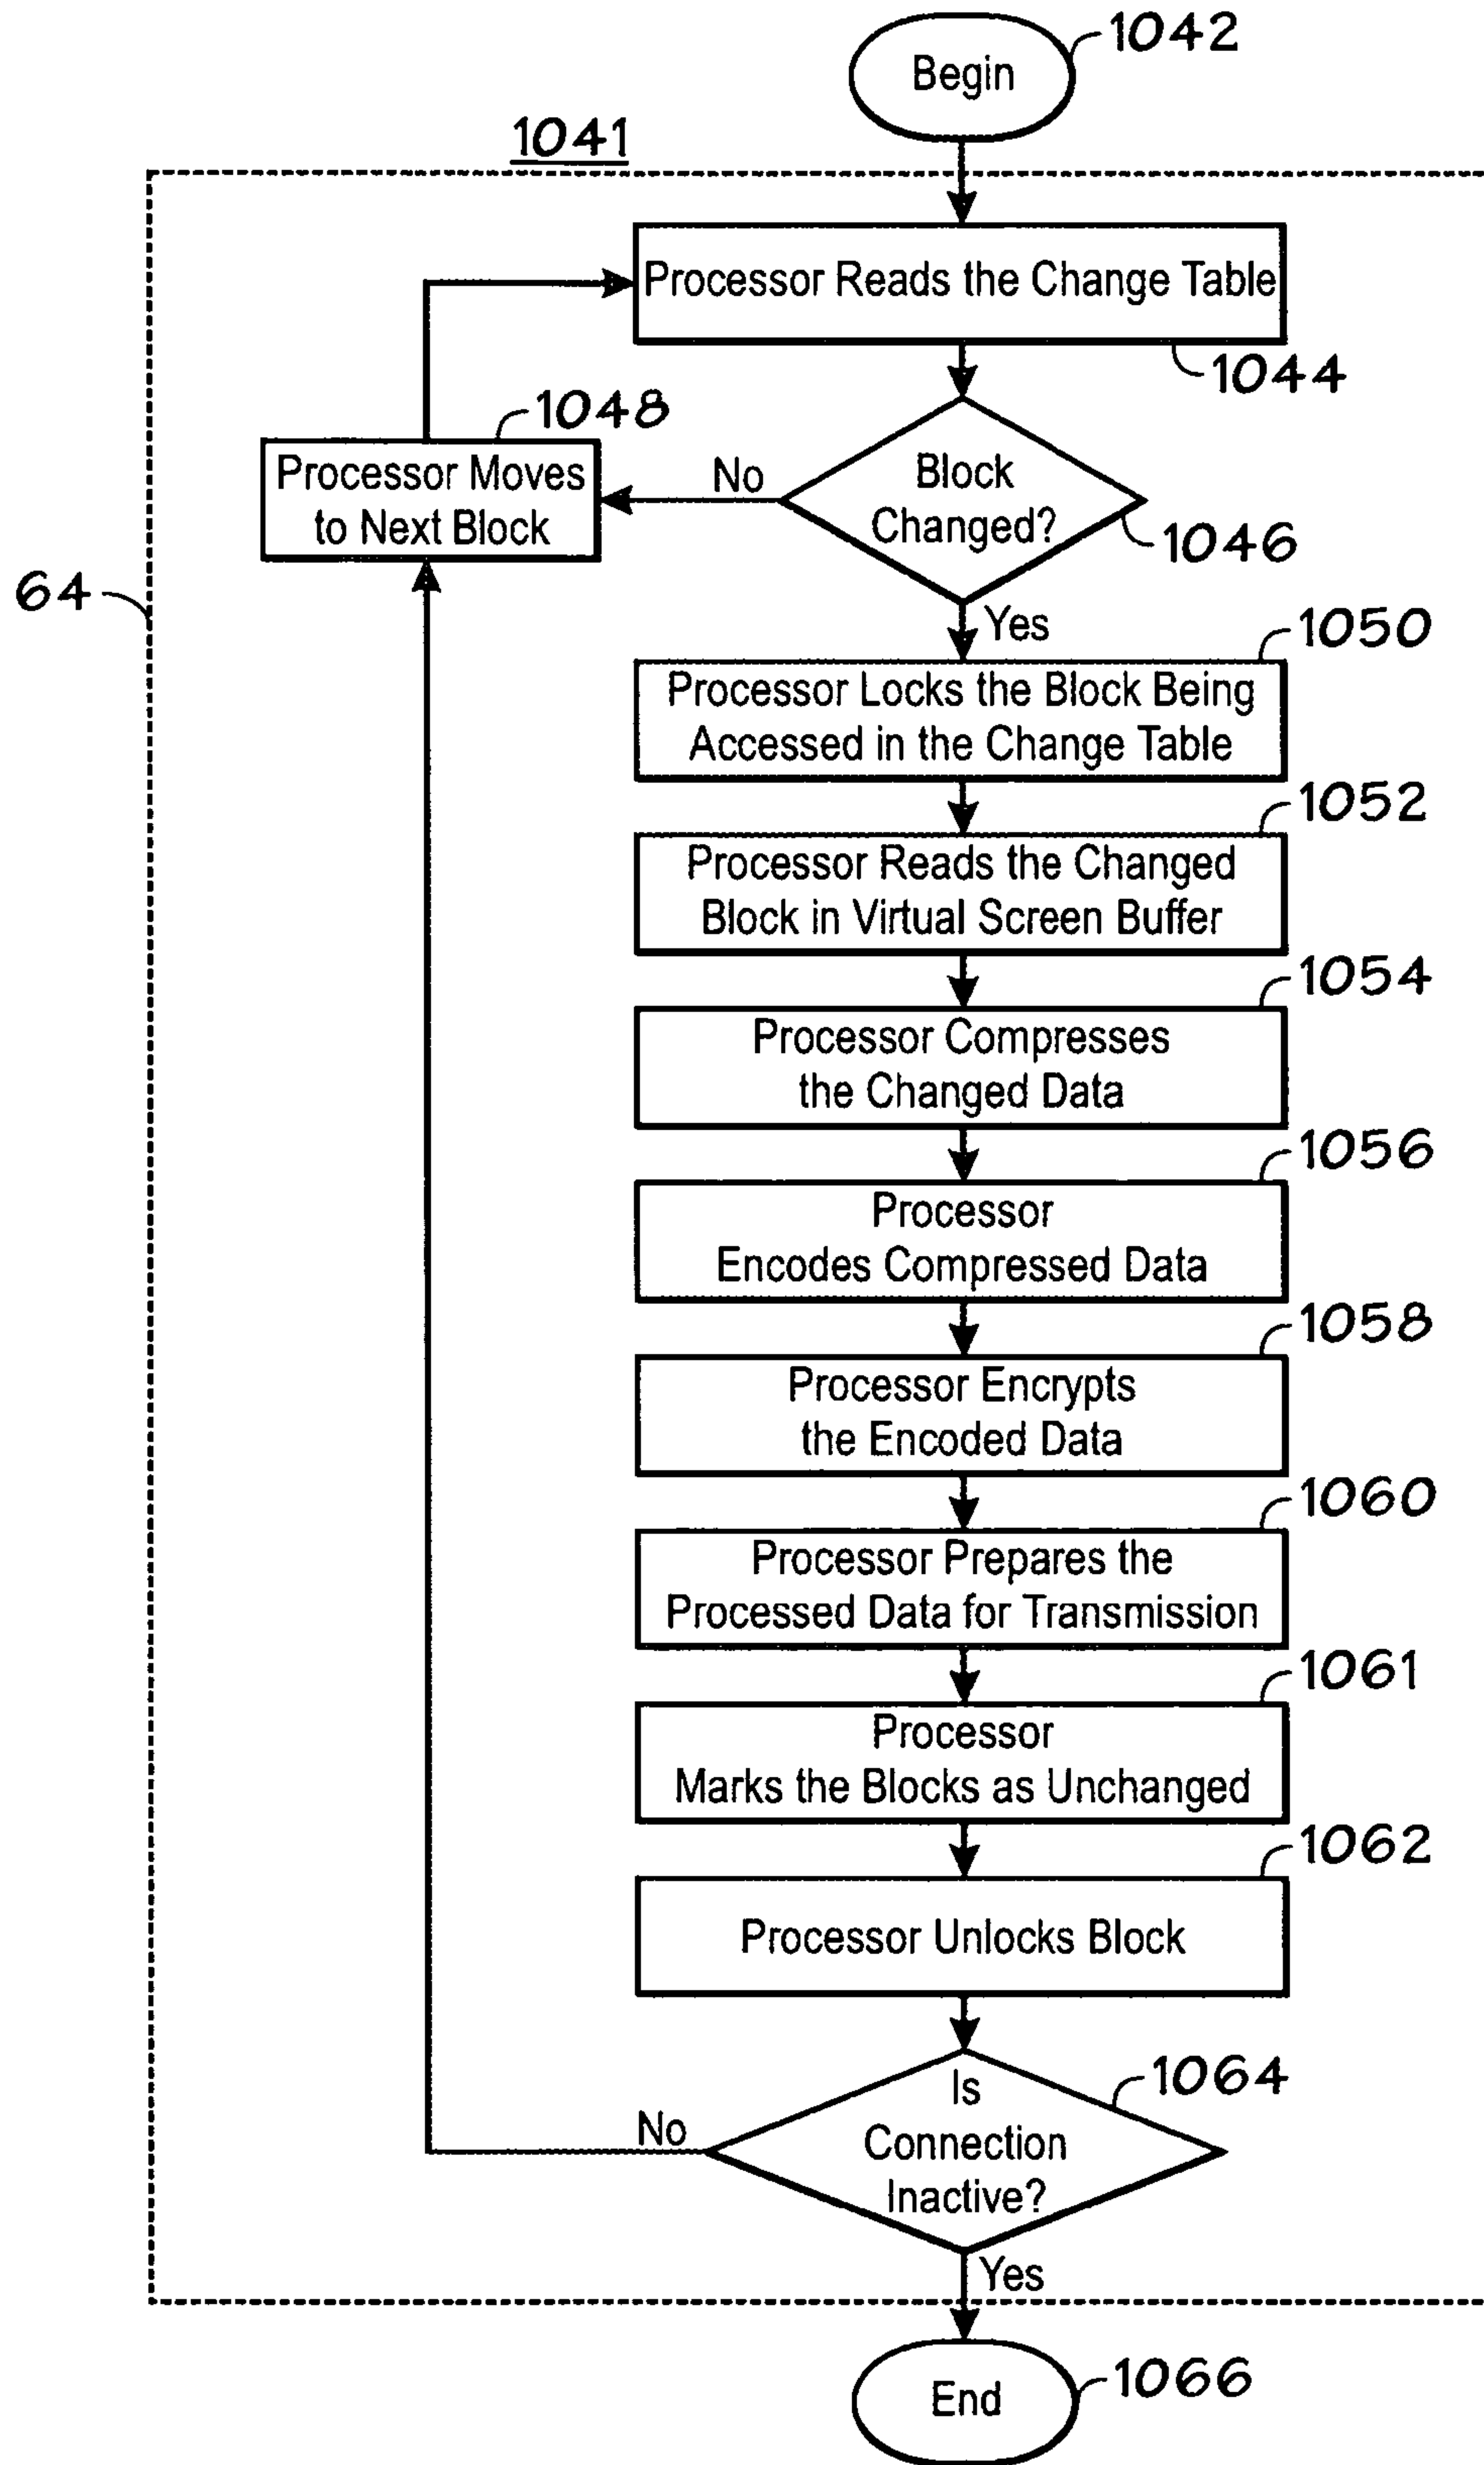 Begin
1042
1041
Processor Reads the Change Table
1044
1048
Processor Moves
to Next Block
No
Block
Changed?
1046
64
Yes
1050
Processor Locks the Block Being
Accessed in the Change Table
1052
Processor Reads the Changed
Block in Virtual Screen Buffer
1054
Processor Compresses
the Changed Data
1056
Processor
Encodes Compressed Data
1058
Processor Encrypts
the Encoded Data
1060
Processor Prepares the
Processed Data for Transmission
1061
Processor
Marks the Blocks as Unchanged
1062
Processor Unlocks Block
1064
No
Is
Connection
Inactive?
Yes
End
1066